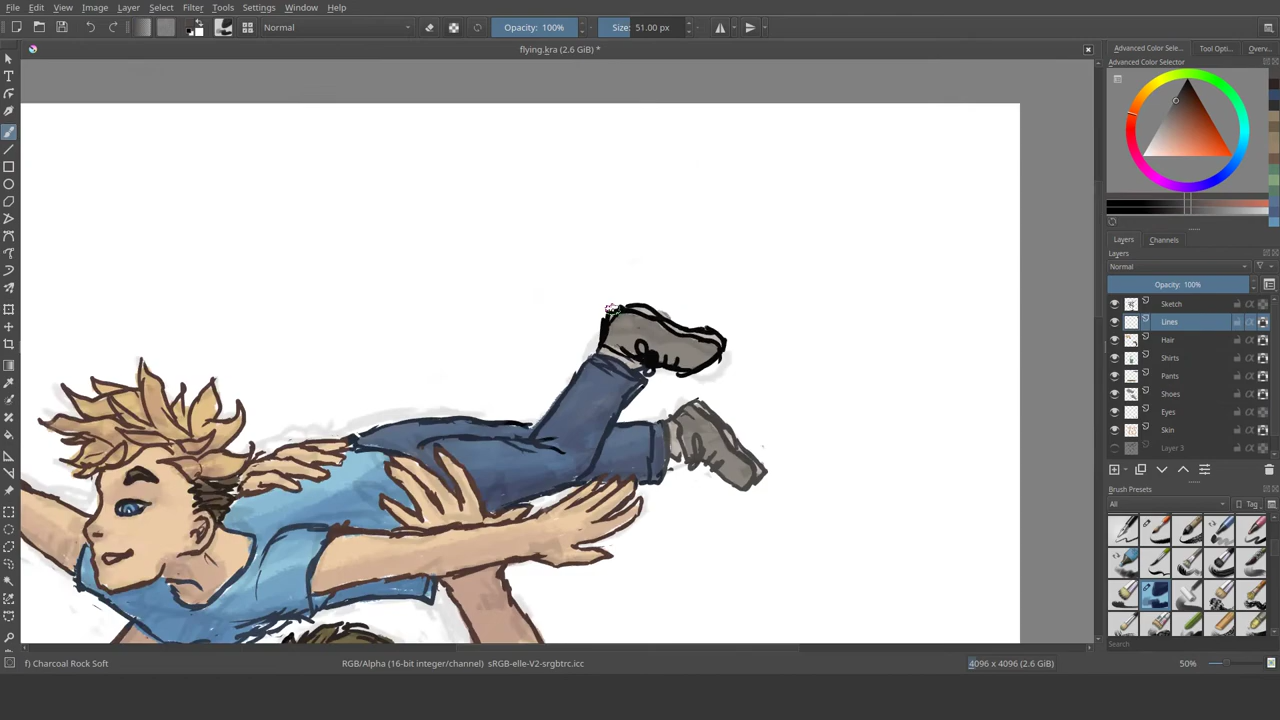 File Edit View Image Layer Select Filter Tools Settings Window Help
Normal Opacity: 100% Size: 51.00 px
flying.kra (2.6 GiB) *
Advanced Color Sele... Tool Opti... Overv...
Advanced Color Selector
Layers Channels
Layers
Normal
Opacity: 100%
Sketch
Lines
Hair
Shirts
Pants
Shoes
Eyes
Skin
Layer 3
Brush Presets
All Tag
Search
f) Charcoal Rock Soft RGB/Alpha (16-bit integer/channel) sRGB-elle-V2-srgbtrc.icc 4096 x 4096 (2.6 GiB) 50%